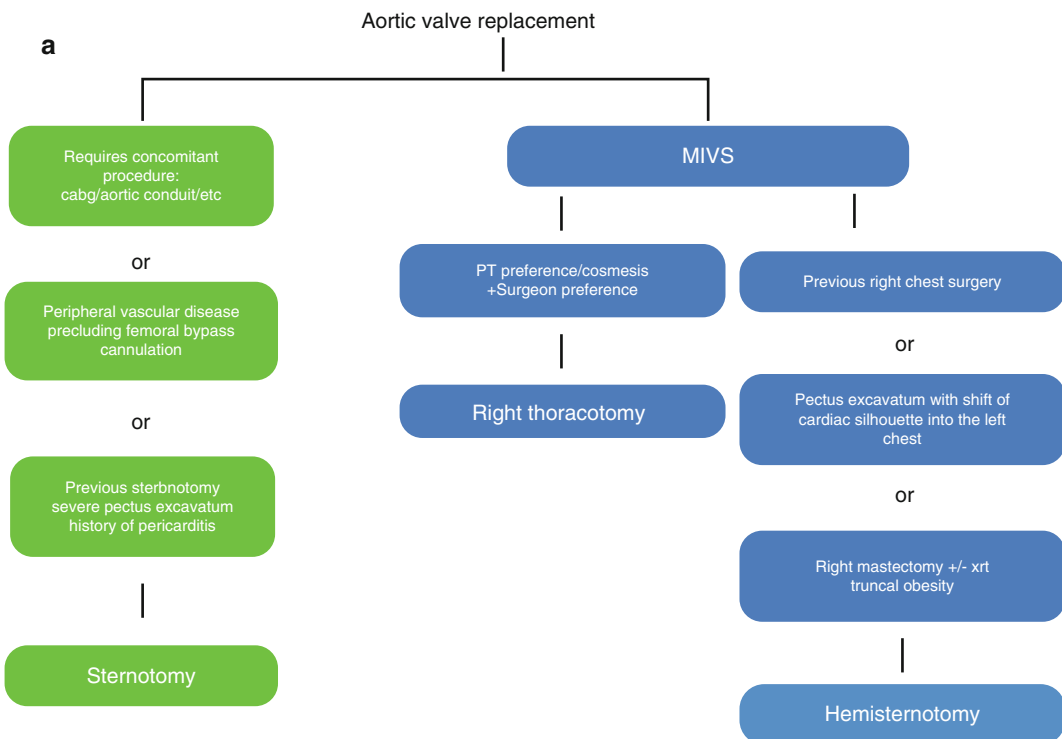 Aortic valve replacement
a
Requires concomitant
procedure:
cabg/aortic conduit/etc
or
Peripheral vascular disease
precluding femoral bypass
cannulation
or
Previous sterbnotomy
severe pectus excavatum
history of pericarditis
Sternotomy
MIVS
PT preference/cosmesis
+Surgeon preference
Right thoracotomy
Previous right chest surgery
or
Pectus excavatum with shift of
cardiac silhouette into the left
chest
or
Right mastectomy +/- xrt
truncal obesity
Hemisternotomy